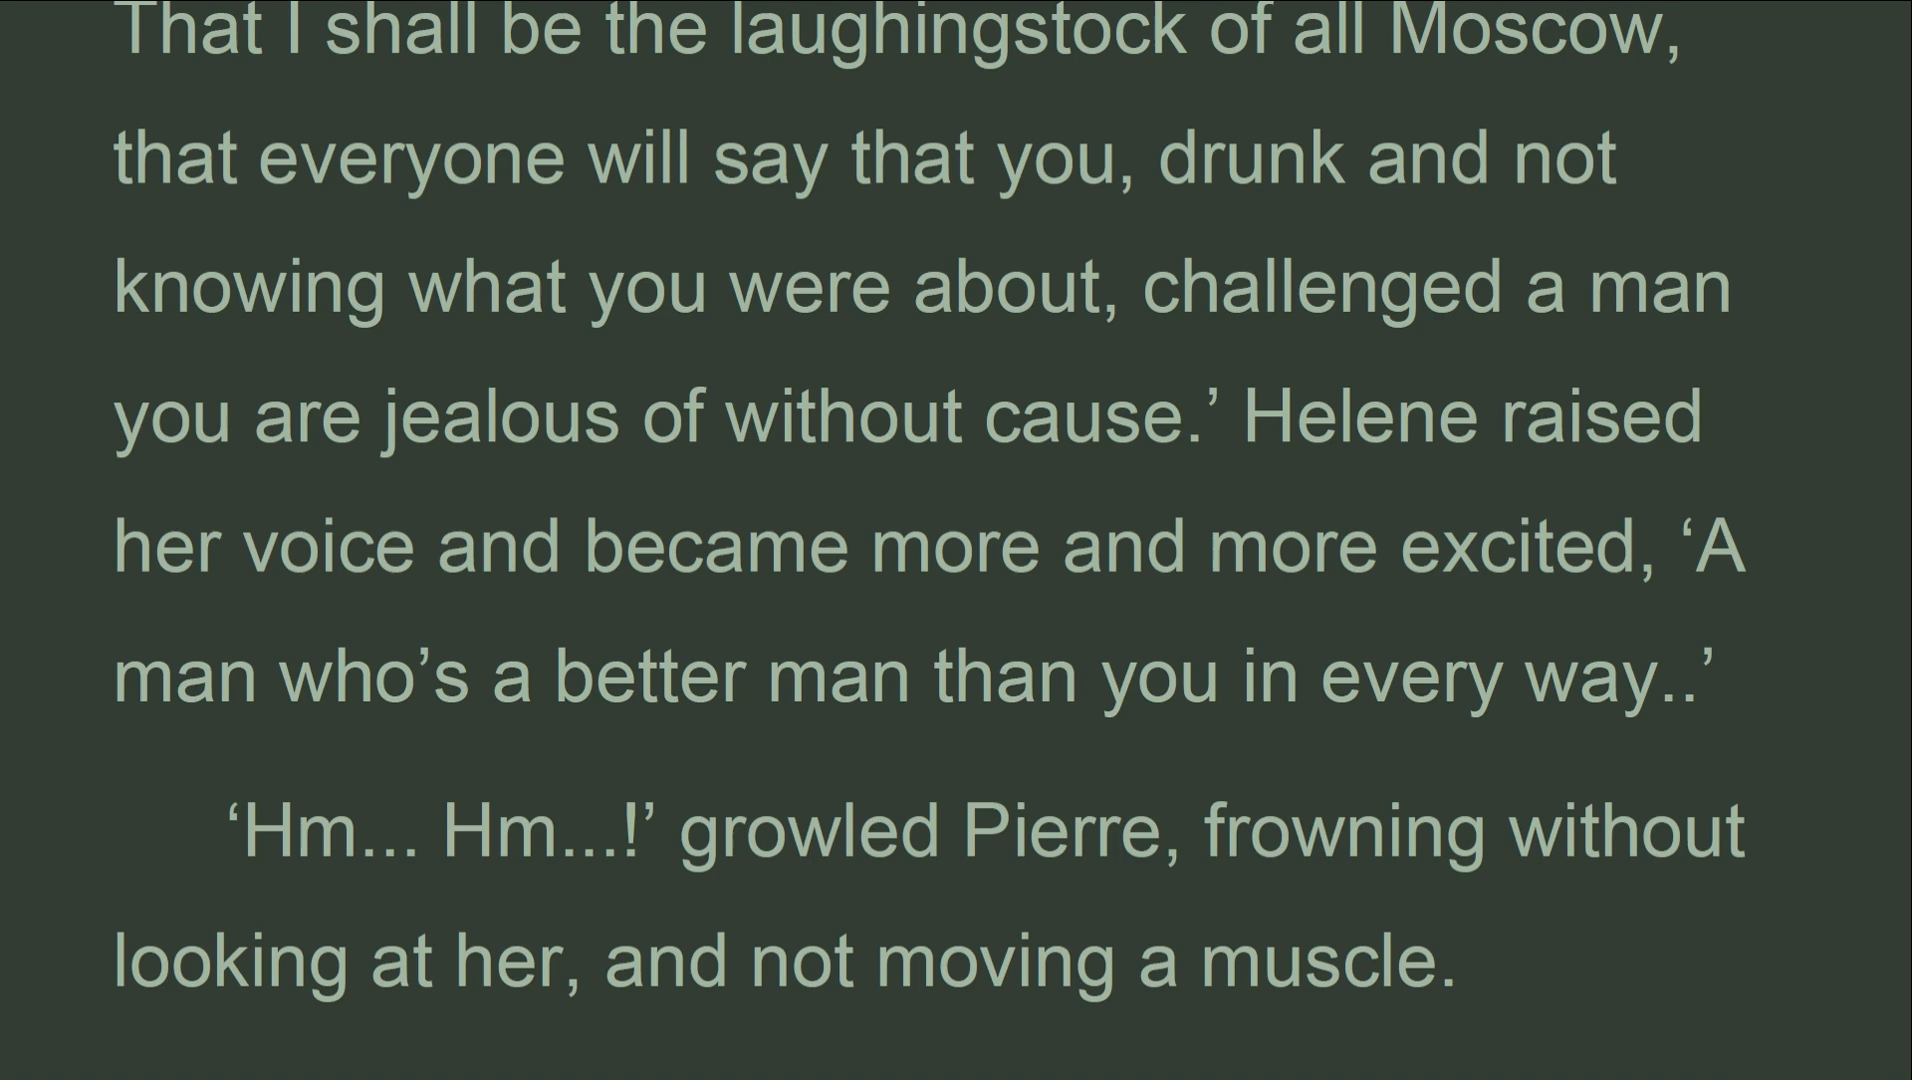 That I shall be the laughingstock of all Moscow,
that everyone will say that you, drunk and not
knowing what you were about, challenged a man
you are jealous of without cause.’ Helene raised
her voice and became more and more excited, ‘A
man who’s a better man than you in every way..’
‘Hm... Hm...!’ growled Pierre, frowning without
looking at her, and not moving a muscle.